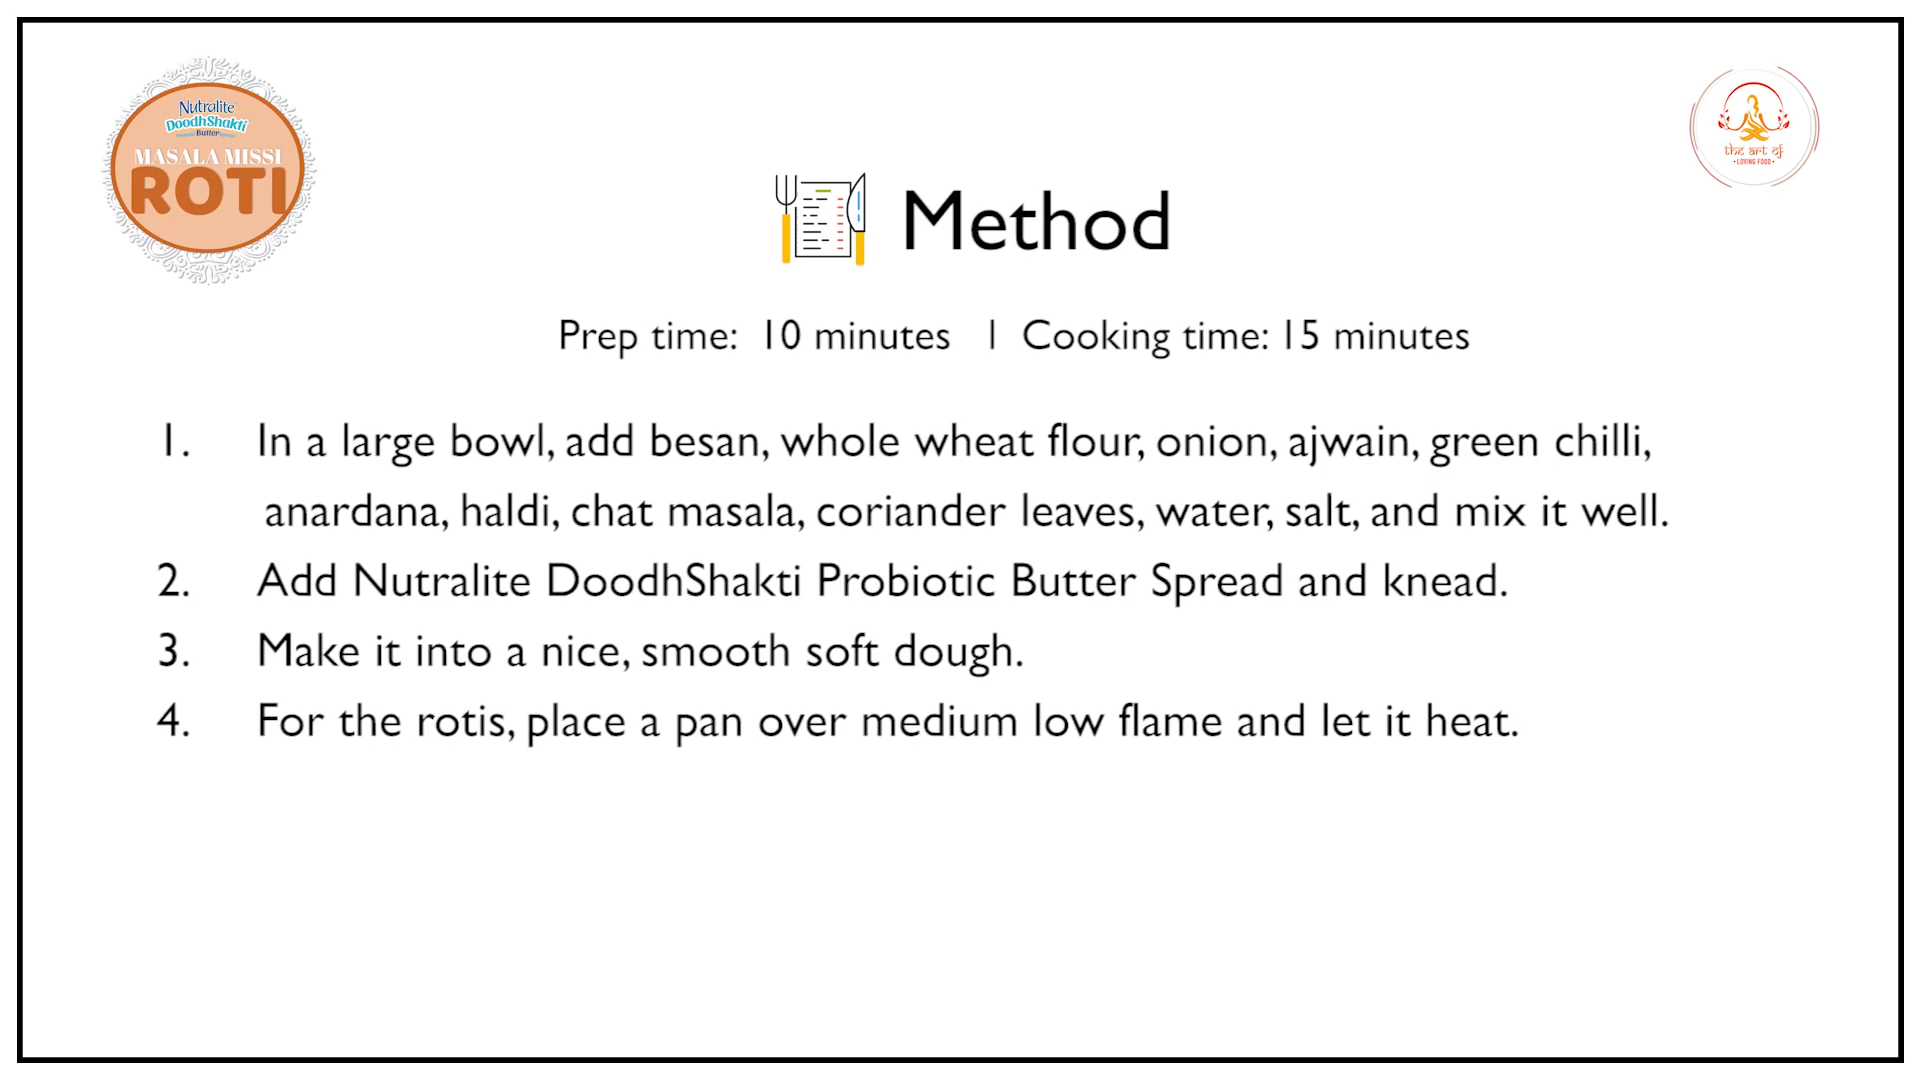 Nutralite
DoodhShakti
Butter
MASALA MISSI
ROTI
the art of
• LOVING FOOD •
Method
Prep time: 10 minutes | Cooking time: 15 minutes
1. In a large bowl, add besan, whole wheat flour, onion, ajwain, green chilli,
anardana, haldi, chat masala, coriander leaves, water, salt, and mix it well.
2. Add Nutralite DoodhShakti Probiotic Butter Spread and knead.
3. Make it into a nice, smooth soft dough.
4. For the rotis, place a pan over medium low flame and let it heat.